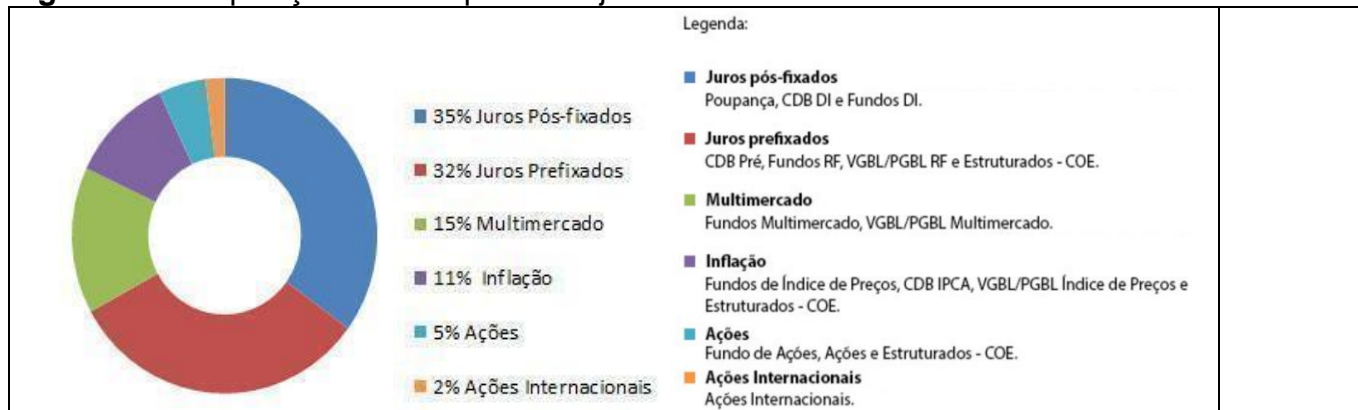 Legenda:
35% Juros Pós-fixados
32% Juros Prefixados
15% Multimercado
11% Inflação
5% Ações
2% Ações Internacionais
Juros pós-fixados
Poupança, CDB DI e Fundos DI.
Juros prefixados
CDB Pré, Fundos RF, VGBL/PGBL RF e Estruturados - COE.
Multimercado
Fundos Multimercado, VGBL/PGBL Multimercado.
Inflação
Fundos de Índice de Preços, CDB IPCA, VGBL/PGBL Índice de Preços e
Estruturados - COE.
Ações
Fundo de Ações, Ações e Estruturados - COE.
Ações Internacionais
Ações Internacionais.